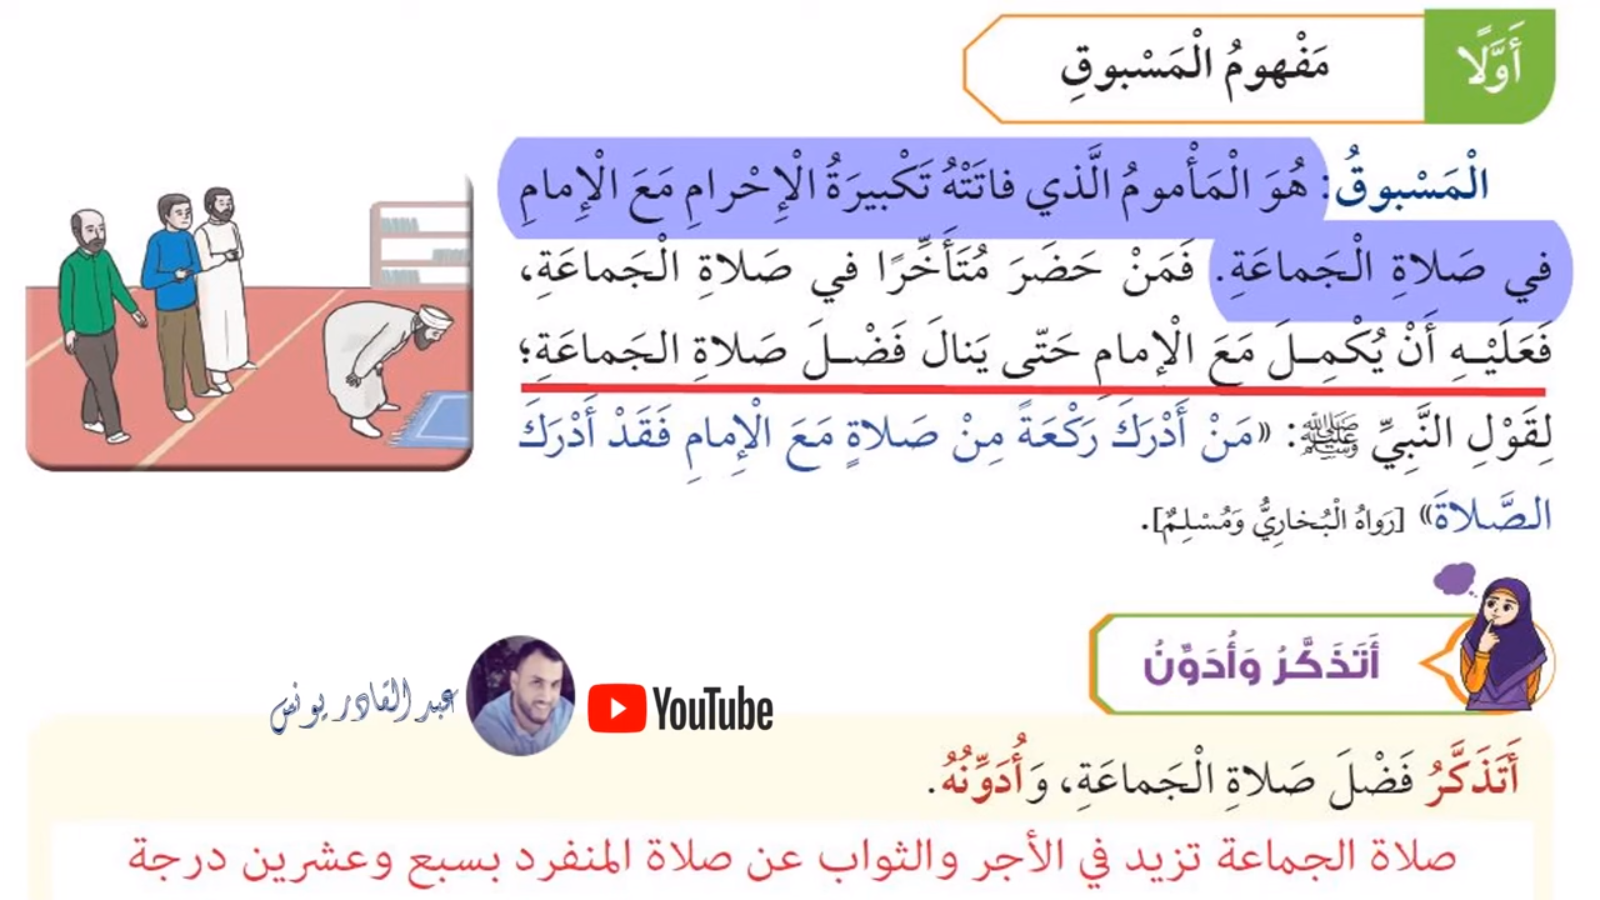 أَوَّلًا
مَفْهومُ الْمَسْبوقِ
الْمَسْبوقُ: هُوَ الْمَأْمومُ الَّذي فاتَتْهُ تَكْبيرَةُ الْإِحْرامِ مَعَ الْإِمامِ
في صَلاةِ الْجَماعَةِ. فَمَنْ حَضَرَ مُتَأَخِّرًا في صَلاةِ الْجَماعَةِ،
فَعَلَيْهِ أَنْ يُكْمِلَ مَعَ الْإِمامِ حَتّى يَنالَ فَضْلَ صَلاةِ الجَماعَةِ؛
لِقَوْلِ النَّبِيِّ ﷺ: «مَنْ أَدْرَكَ رَكْعَةً مِنْ صَلاةٍ مَعَ الْإِمامِ فَقَدْ أَدْرَكَ
الصَّلاةَ» [رَواهُ الْبُخارِيُّ وَمُسْلِمٌ].
أَتَذَكَّرُ وَأُدَوِّنُ
عبد القادر يونس
YouTube
أَتَذَكَّرُ فَضْلَ صَلاةِ الْجَماعَةِ، وَأُدَوِّنُهُ.
صلاة الجماعة تزيد في الأجر والثواب عن صلاة المنفرد بسبع وعشرين درجة